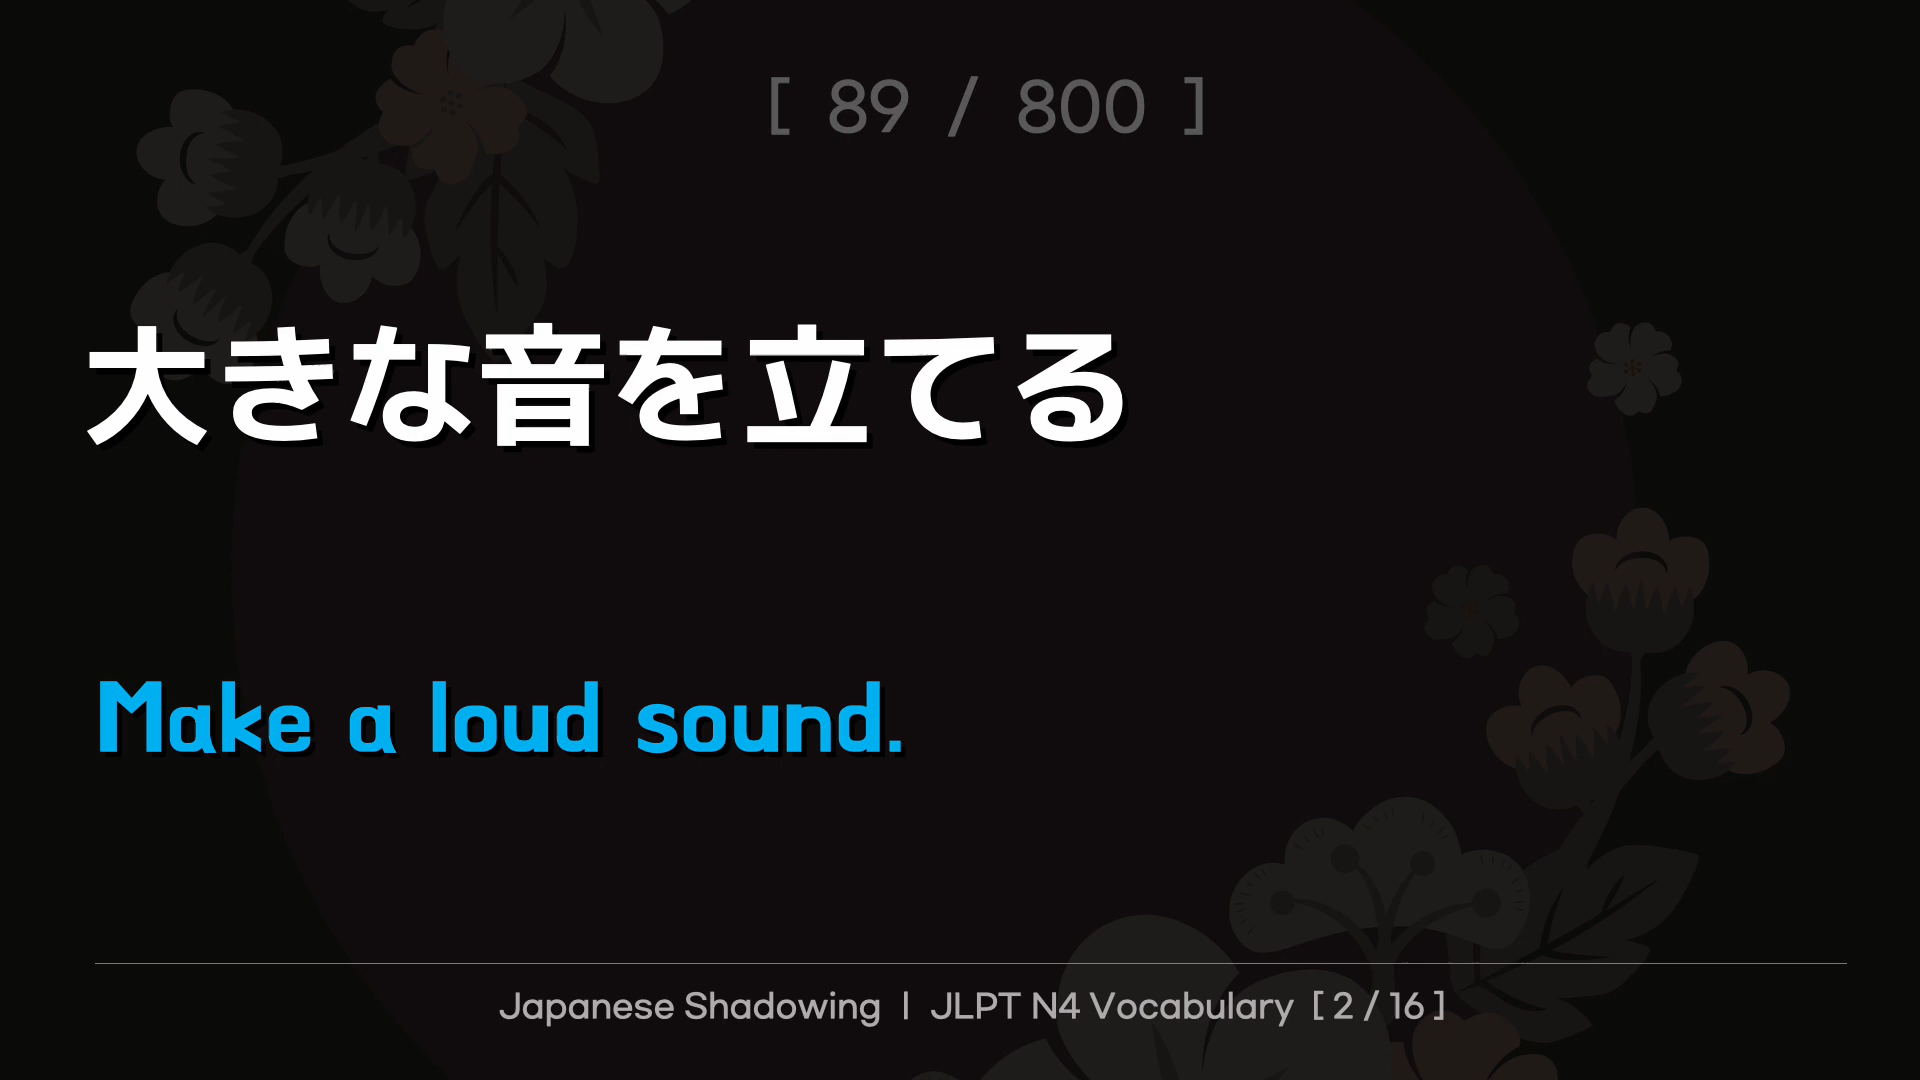 [ 89 / 800 ]
大きな音を立てる
Make a loud sound.
Japanese Shadowing | JLPT N4 Vocabulary [ 2 / 16 ]